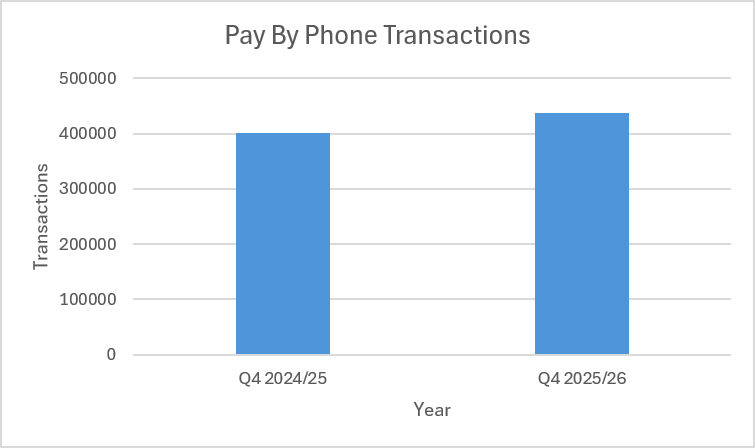 Pay By Phone Transactions
500000
400000
300000
200000
100000
0
Transactions
Q4 2024/25
Q4 2025/26
Year